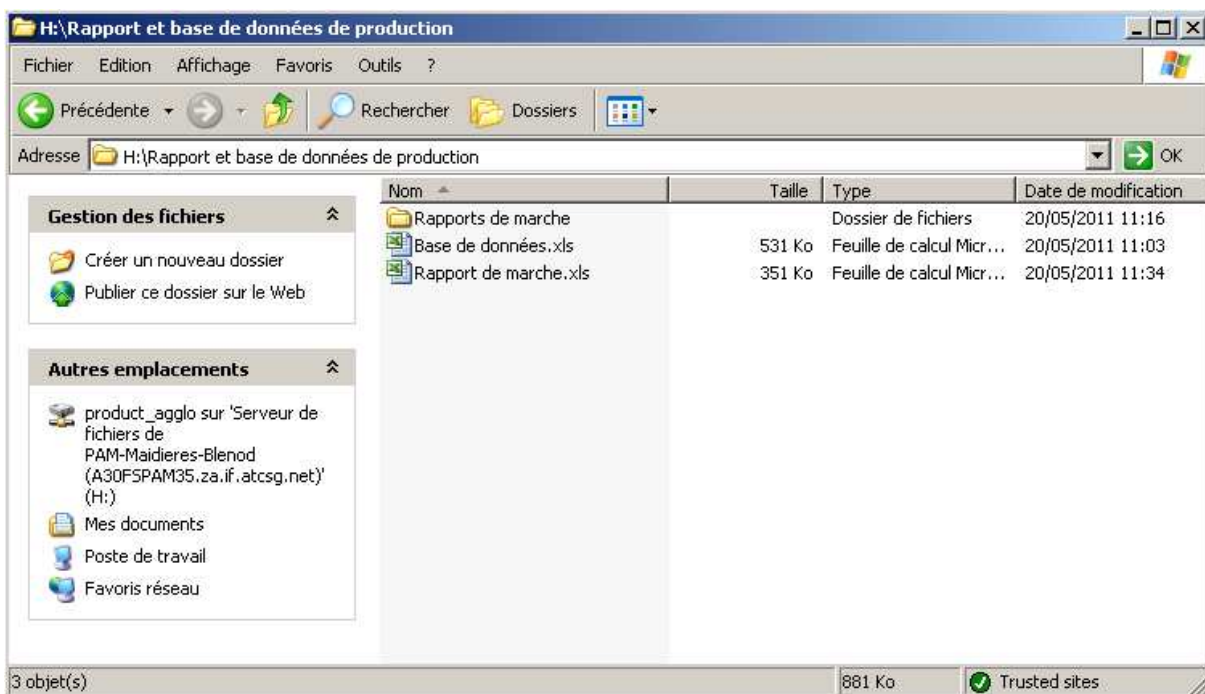 H:\Rapport et base de données de production
Fichier Edition Affichage Favoris Outils ?
Précédente Rechercher Dossiers
Adresse H:\Rapport et base de données de production OK
Nom Taille Type Date de modification
Gestion des fichiers
Créer un nouveau dossier
Publier ce dossier sur le Web
Autres emplacements
product_agglo sur 'Serveur de
fichiers de
PAM-Maidieres-Blenod
(A30FSPAM35.za.if.atcsg.net)'
(H:)
Mes documents
Poste de travail
Favoris réseau
Rapports de marche Dossier de fichiers 20/05/2011 11:16
Base de données.xls 531 Ko Feuille de calcul Micr... 20/05/2011 11:03
Rapport de marche.xls 351 Ko Feuille de calcul Micr... 20/05/2011 11:34
3 objet(s) 881 Ko Trusted sites